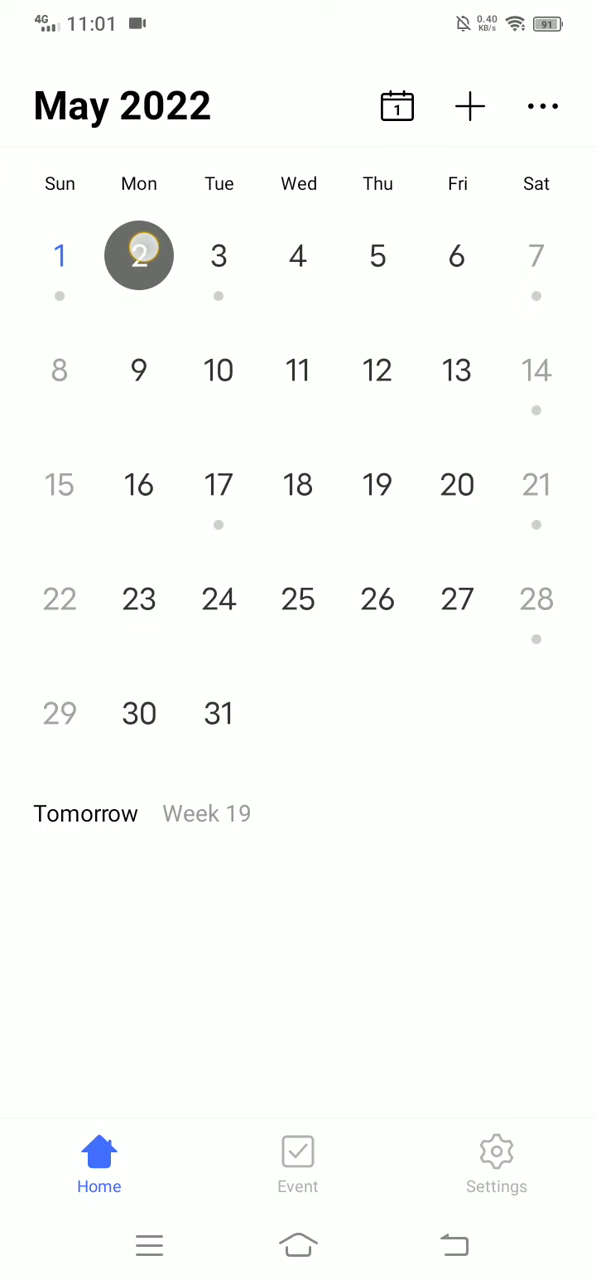 4G 11:01 0.40 KB/s 91
May 2022 1
Sun Mon Tue Wed Thu Fri Sat
1 2 3 4 5 6 7
8 9 10 11 12 13 14
15 16 17 18 19 20 21
22 23 24 25 26 27 28
29 30 31
Tomorrow Week 19
Home Event Settings